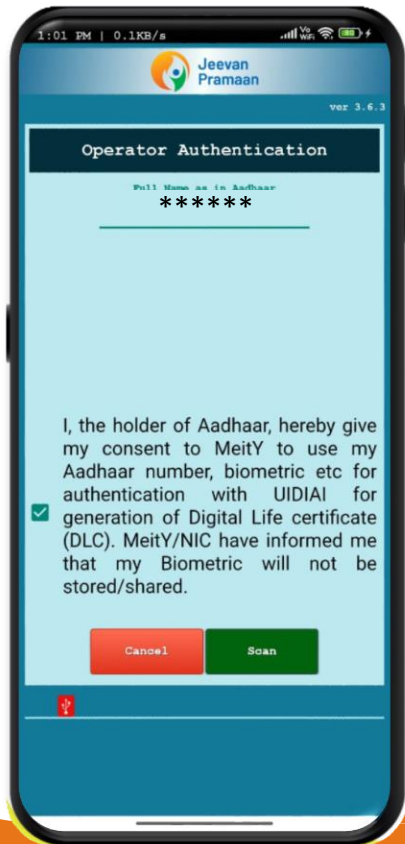 1:01 PM | 0.1KB/s Vo WiFi
Jeevan
Pramaan
ver 3.6.3
Operator Authentication
Full Name as in Aadhaar
******
I, the holder of Aadhaar, hereby give
my consent to MeitY to use my
Aadhaar number, biometric etc for
authentication with UIDIAI for
generation of Digital Life certificate
(DLC). MeitY/NIC have informed me
that my Biometric will not be
stored/shared.
Cancel Scan